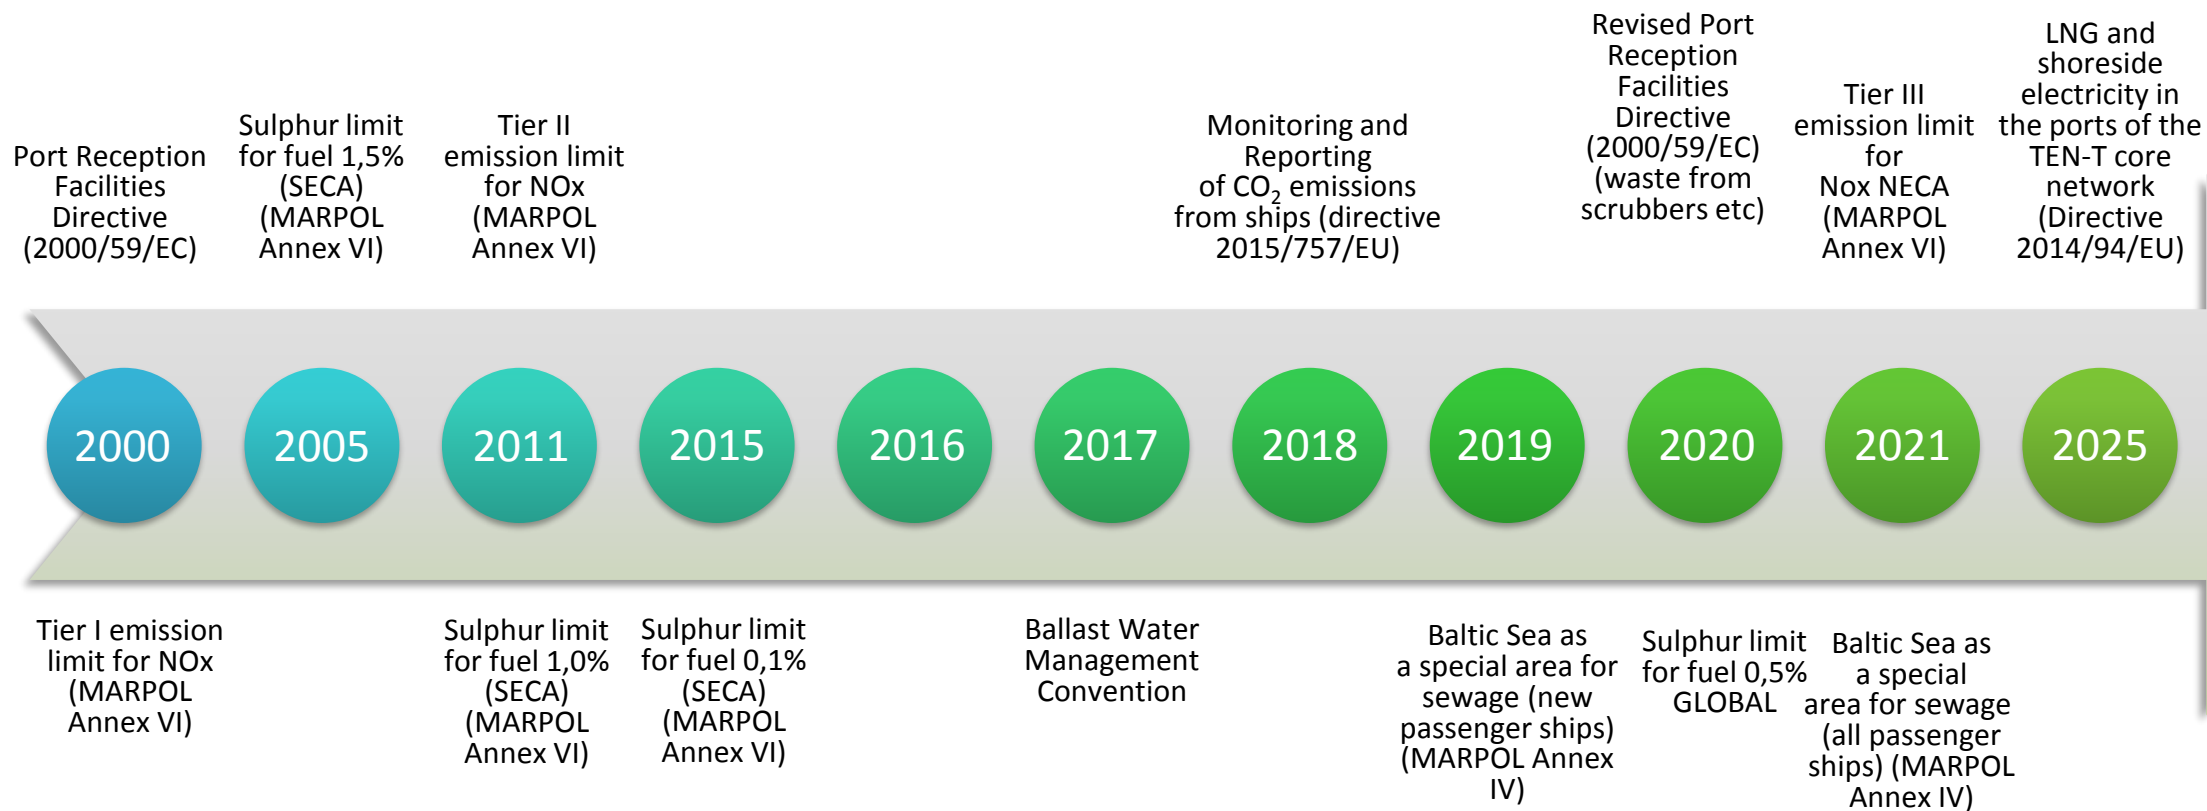 Port Reception
Facilities
Directive
(2000/59/EC)
Sulphur limit
for fuel 1,5%
(SECA)
(MARPOL
Annex VI)
Tier II
emission limit
for NOx
(MARPOL
Annex VI)
Monitoring and
Reporting
of CO₂ emissions
from ships (directive
2015/757/EU)
Revised Port
Reception
Facilities
Directive
(2000/59/EC)
(waste from
scrubbers etc)
Tier III
emission limit
for
Nox NECA
(MARPOL
Annex VI)
LNG and
shoreside
electricity in
the ports of the
TEN-T core
network
(Directive
2014/94/EU)
2000
2005
2011
2015
2016
2017
2018
2019
2020
2021
2025
Tier I emission
limit for NOx
(MARPOL
Annex VI)
Sulphur limit
for fuel 1,0%
(SECA)
(MARPOL
Annex VI)
Sulphur limit
for fuel 0,1%
(SECA)
(MARPOL
Annex VI)
Ballast Water
Management
Convention
Baltic Sea as
a special area for
sewage (new
passenger ships)
(MARPOL Annex
IV)
Sulphur limit
for fuel 0,5%
GLOBAL
Baltic Sea as
a special
area for sewage
(all passenger
ships) (MARPOL
Annex IV)